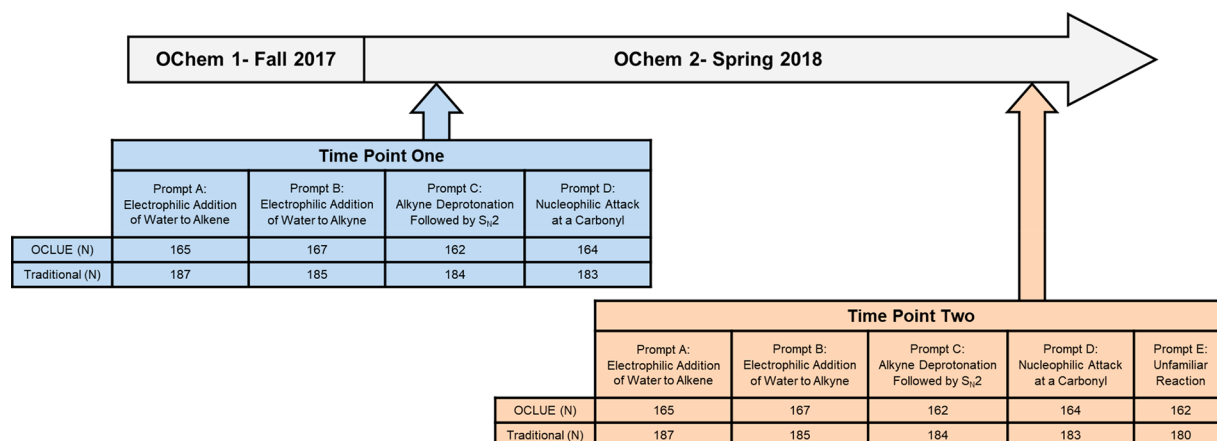 OChem 1- Fall 2017 OChem 2- Spring 2018
Time Point One
Prompt A: Prompt B: Prompt C: Prompt D:
Electrophilic Addition Electrophilic Addition Alkyne Deprotonation Nucleophilic Attack
of Water to Alkene of Water to Alkyne Followed by SN2 at a Carbonyl
OCLUE (N) 165 167 162 164
Traditional (N) 187 185 184 183
Time Point Two
Prompt A: Prompt B: Prompt C: Prompt D: Prompt E:
Electrophilic Addition Electrophilic Addition Alkyne Deprotonation Nucleophilic Attack Unfamiliar
of Water to Alkene of Water to Alkyne Followed by SN2 at a Carbonyl Reaction
OCLUE (N) 165 167 162 164 162
Traditional (N) 187 185 184 183 180